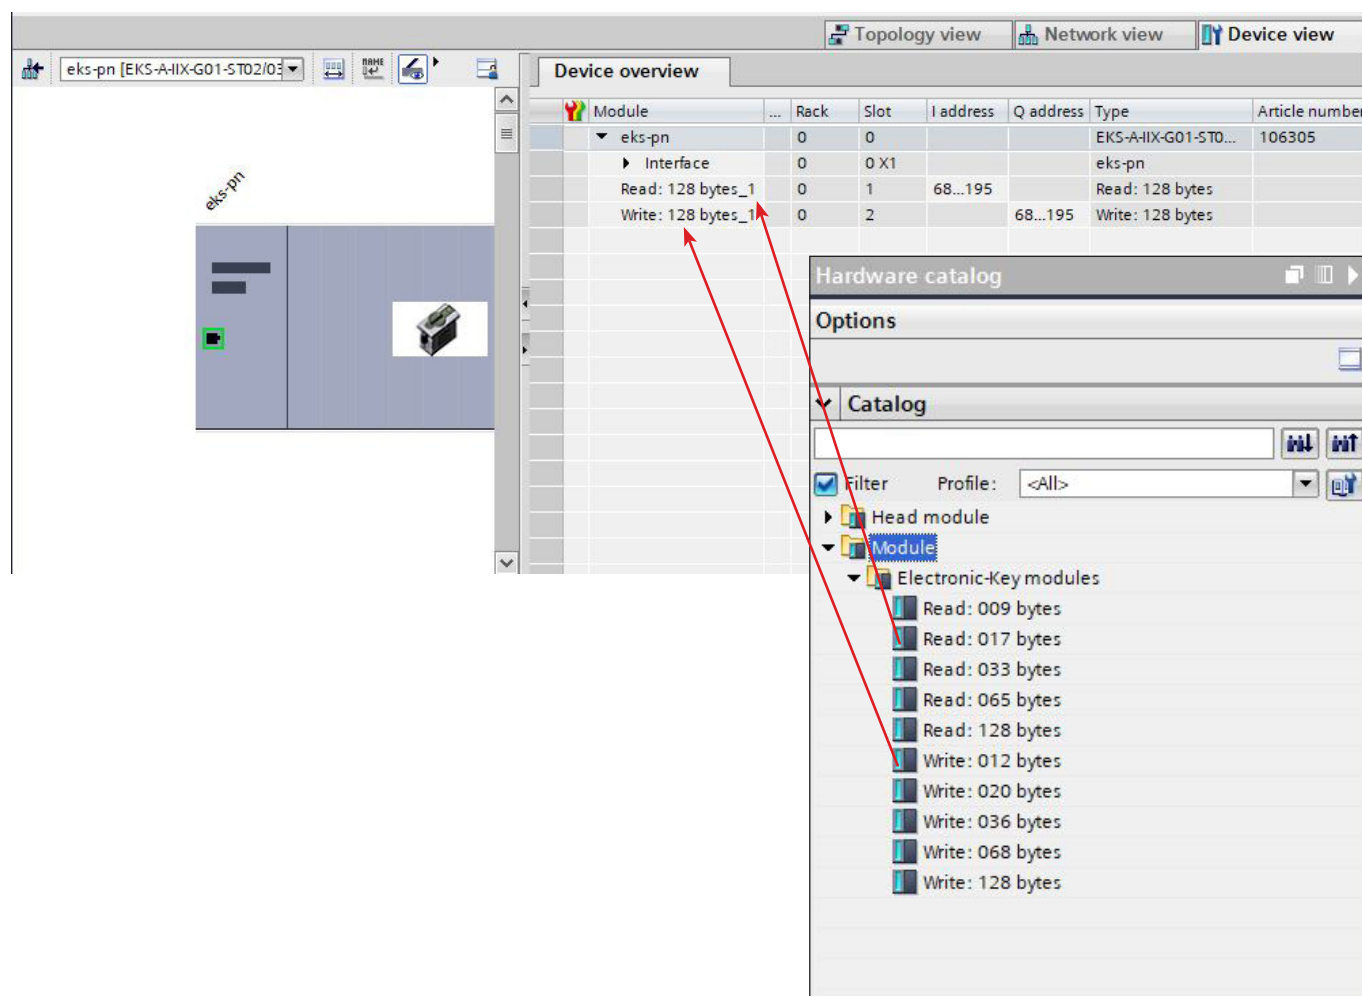 Topology view Network view Device view
eks-pn [EKS-A-IIX-G01-ST02/03
NAME
Device overview
Module ... Rack Slot I address Q address Type Article number
eks-pn 0 0 EKS-A-IIX-G01-ST0... 106305
Interface 0 0 X1 eks-pn
Read: 128 bytes_1 0 1 68...195 Read: 128 bytes
Write: 128 bytes_1 0 2 68...195 Write: 128 bytes
eks-pn
Hardware catalog
Options
Catalog
Filter Profile: <All>
Head module
Module
Electronic-Key modules
Read: 009 bytes
Read: 017 bytes
Read: 033 bytes
Read: 065 bytes
Read: 128 bytes
Write: 012 bytes
Write: 020 bytes
Write: 036 bytes
Write: 068 bytes
Write: 128 bytes